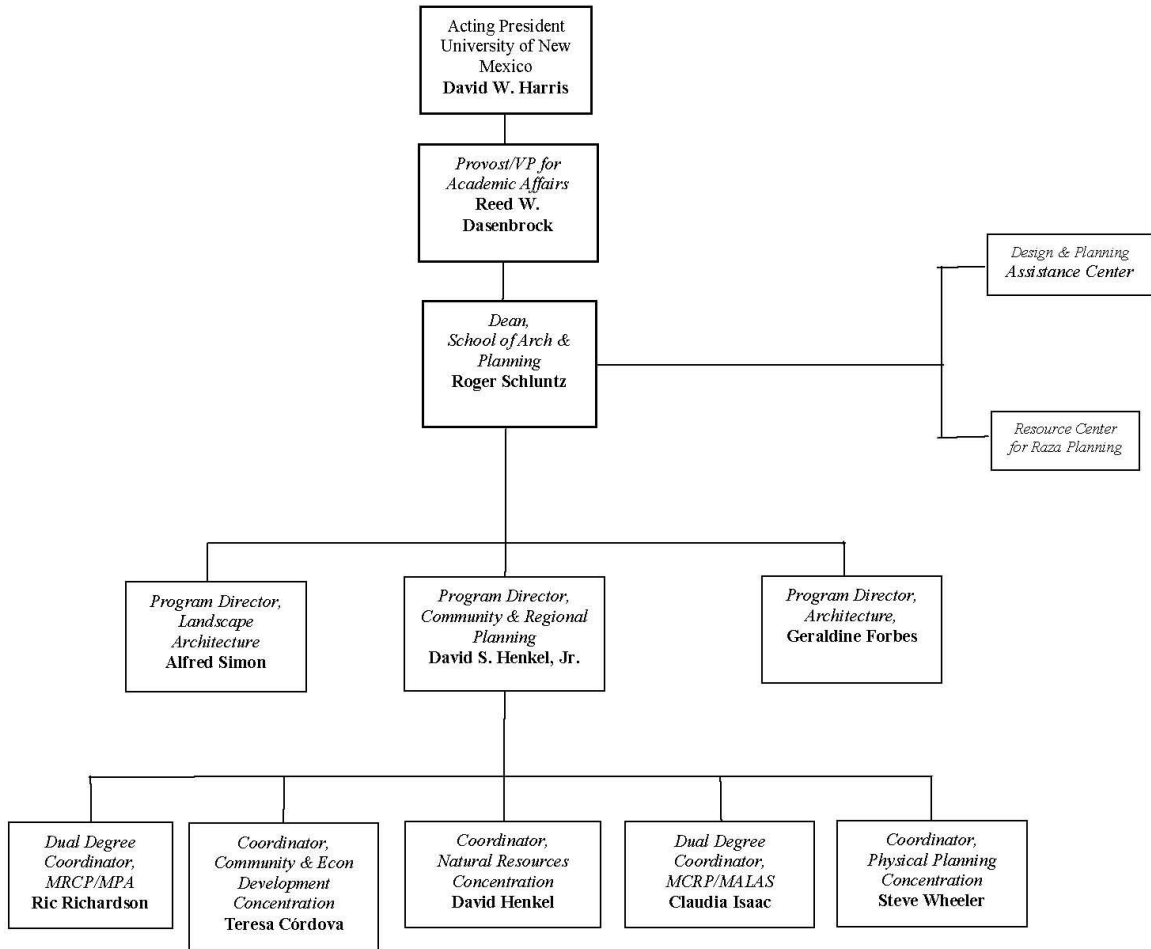 Acting President
University of New
Mexico
David W. Harris
Provost/VP for
Academic Affairs
Reed W.
Dasenbrock
Design & Planning
Assistance Center
Dean,
School of Arch &
Planning
Roger Schluntz
Resource Center
for Raza Planning
Program Director,
Landscape
Architecture
Alfred Simon
Program Director,
Community & Regional
Planning
David S. Henkel, Jr.
Program Director,
Architecture,
Geraldine Forbes
Dual Degree
Coordinator,
MRCP/MPA
Ric Richardson
Coordinator,
Community & Econ
Development
Concentration
Teresa Córdova
Coordinator,
Natural Resources
Concentration
David Henkel
Dual Degree
Coordinator,
MCRP/MALAS
Claudia Isaac
Coordinator,
Physical Planning
Concentration
Steve Wheeler